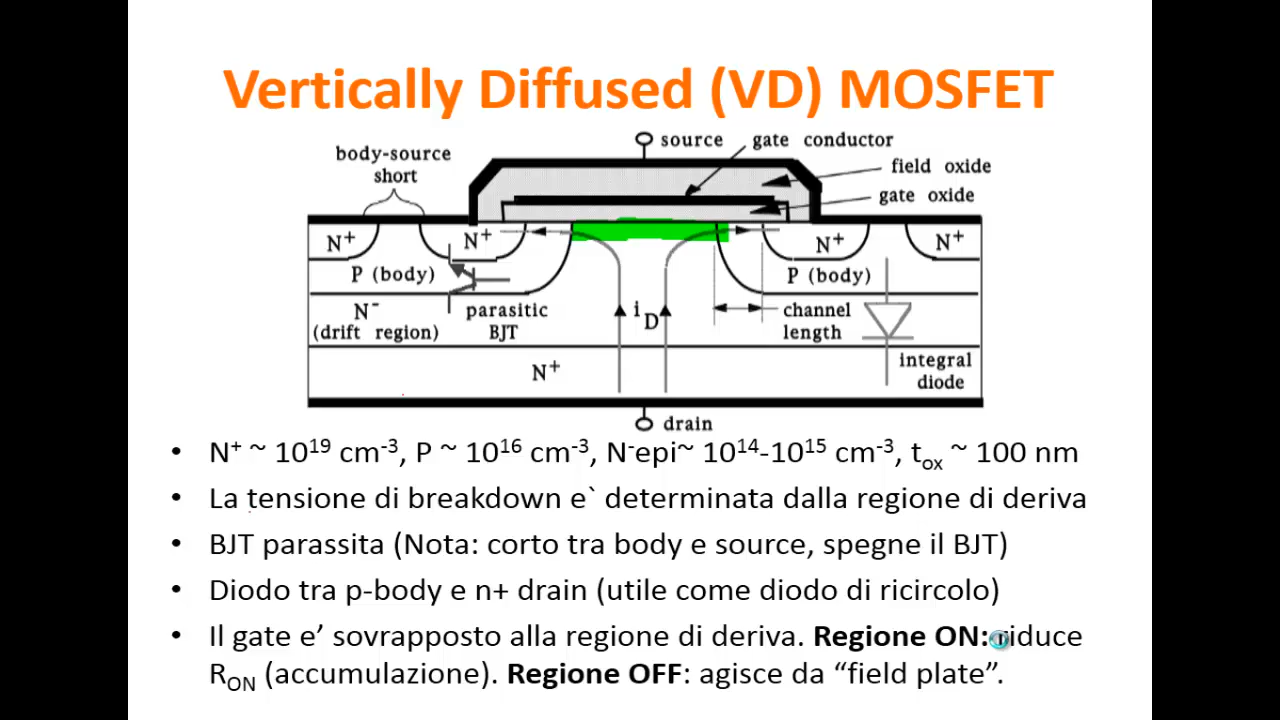 Vertically Diffused (VD) MOSFET
source
gate conductor
body-source
short
field oxide
gate oxide
N+
N+
N+
N+
P (body)
P (body)
N-
(drift region)
parasitic
BJT
iD
channel
length
N+
integral
diode
drain
• N+ ~ 10^19 cm^-3, P ~ 10^16 cm^-3, N-epi~ 10^14-10^15 cm^-3, tox ~ 100 nm
• La tensione di breakdown e` determinata dalla regione di deriva
• BJT parassita (Nota: corto tra body e source, spegne il BJT)
• Diodo tra p-body e n+ drain (utile come diodo di ricircolo)
• Il gate e’ sovrapposto alla regione di deriva. Regione ON: riduce
RON (accumulazione). Regione OFF: agisce da “field plate”.